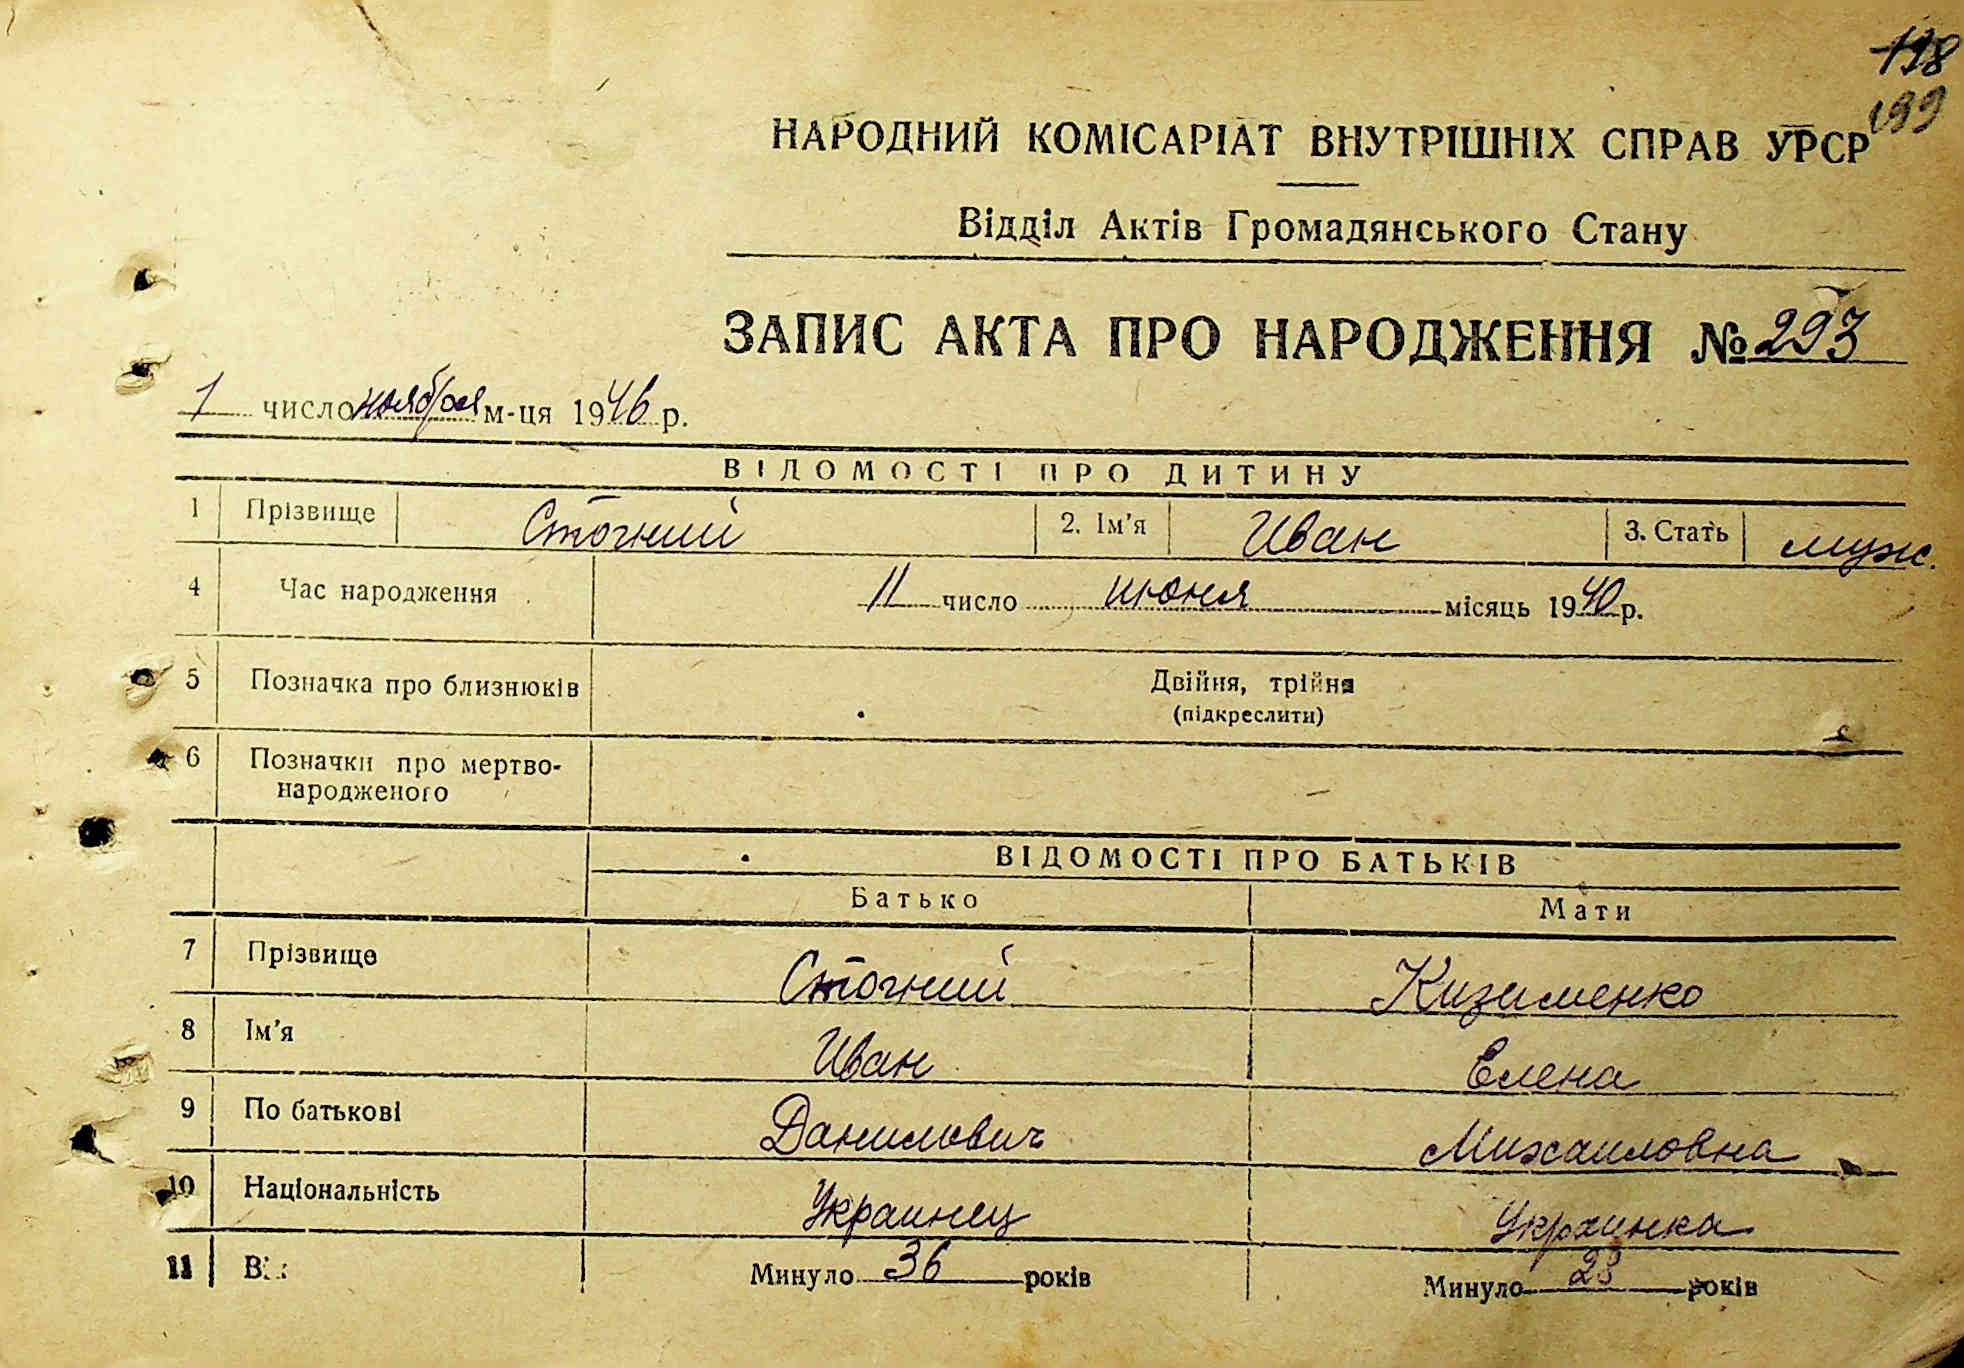 198
199
НАРОДНИЙ КОМІСАРІАТ ВНУТРІШНІХ СПРАВ УРСР
Відділ Актів Громадянського Стану
ЗАПИС АКТА ПРО НАРОДЖЕННЯ № 293
1 число ноября м-ця 1946 р.
ВІДОМОСТІ ПРО ДИТИНУ
1 Прізвище Стогний 2. Ім'я Иван 3. Стать муж.
4 Час народження 11 число июня місяць 1940 р.
5 Позначка про близнюків Двійня, трійня
(підкреслити)
6 Позначки про мертво-
народженого
ВІДОМОСТІ ПРО БАТЬКІВ
Батько Мати
7 Прізвище Стогний Кизименко
8 Ім'я Иван Елена
9 По батькові Данилович Михаиловна
10 Національність Украинец Украинка
11 Минуло 36 років Минуло 28 років